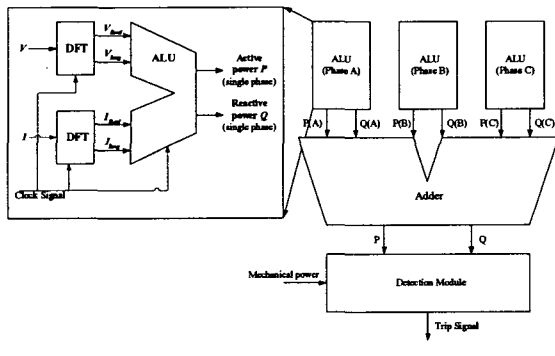 V
DFT
V_Real
V_Imag
ALU
Active
power P
(single phase)
Reactive
power Q
(single phase)
I
DFT
I_Real
I_Imag
Clock Signal
ALU
(Phase A)
ALU
(Phase B)
ALU
(Phase C)
P(A)
Q(A)
P(B)
Q(B)
P(C)
Q(C)
Adder
P
Q
Mechanical power
Detection Module
Trip Signal